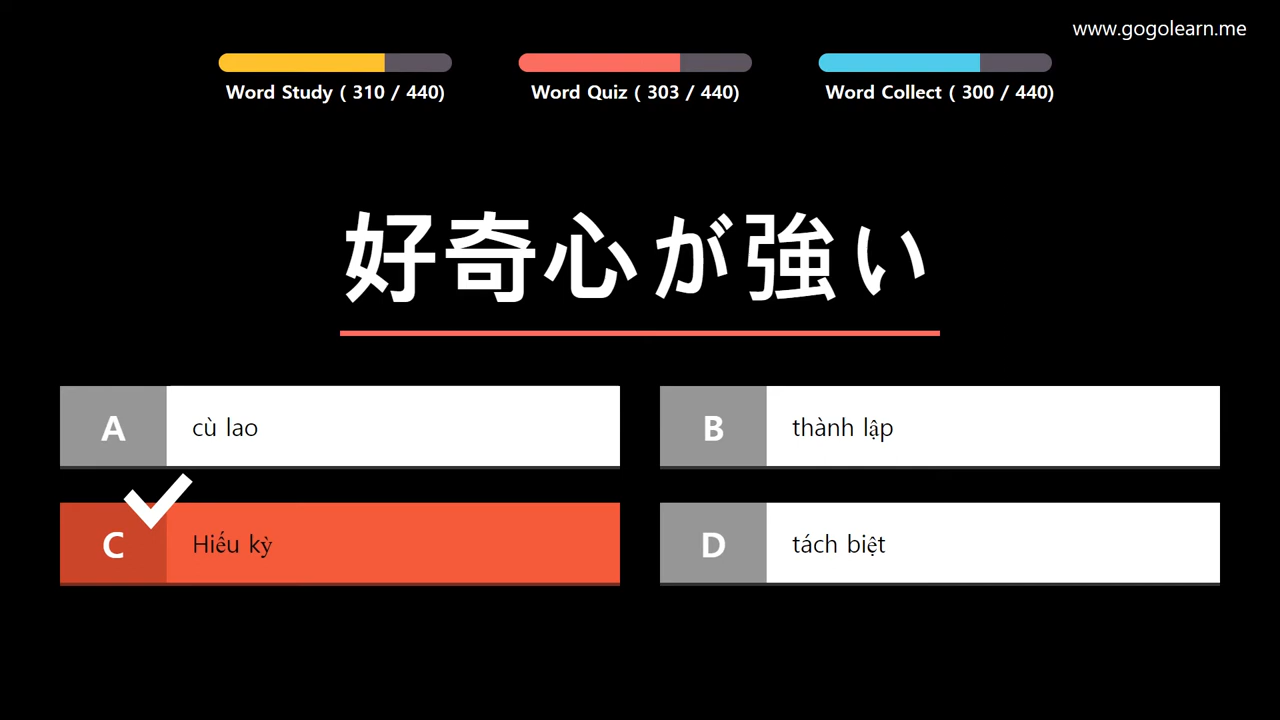 www.gogolearn.me
Word Study ( 310 / 440)
Word Quiz ( 303 / 440)
Word Collect ( 300 / 440)
好奇心が強い
A
cù lao
B
thành lập
C
Hiếu kỳ
D
tách biệt